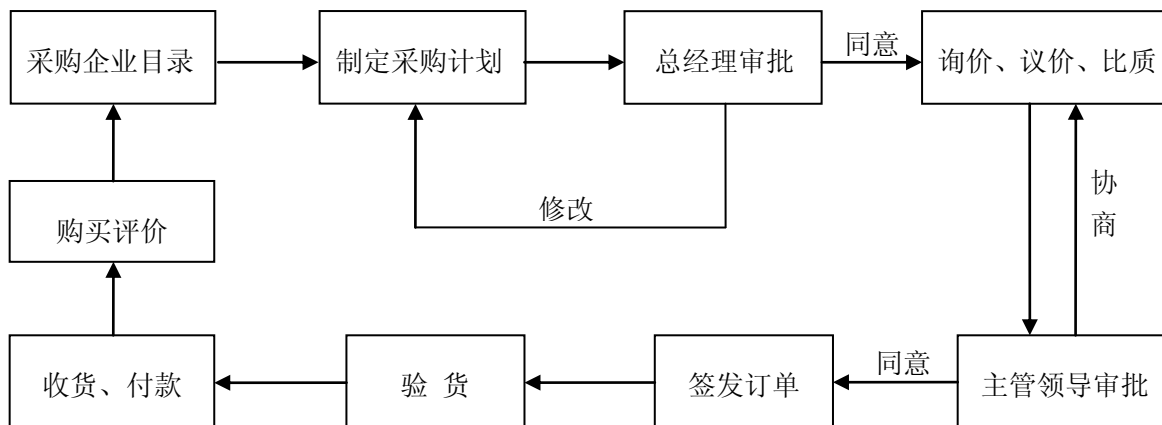 采购企业目录
制定采购计划
总经理审批
同意
询价、议价、比质
修改
协
商
购买评价
收货、付款
验 货
签发订单
同意
主管领导审批